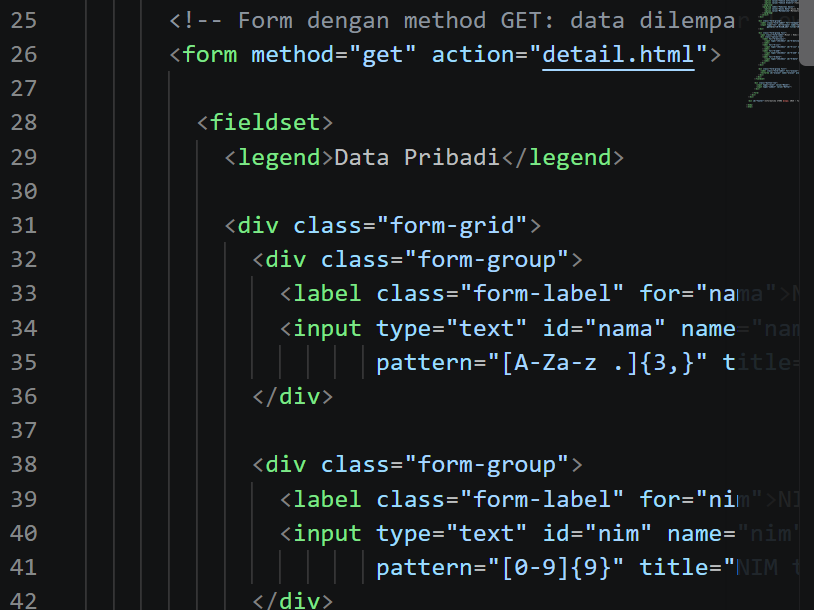 25 <!-- Form dengan method GET: data dilempar
26 <form method="get" action="detail.html">
27
28 <fieldset>
29 <legend>Data Pribadi</legend>
30
31 <div class="form-grid">
32 <div class="form-group">
33 <label class="form-label" for="nama">N
34 <input type="text" id="nama" name="nam
35 pattern="[A-Za-z .]{3,}" title=
36 </div>
37
38 <div class="form-group">
39 <label class="form-label" for="nim">NI
40 <input type="text" id="nim" name="nim"
41 pattern="[0-9]{9}" title="NIM t
42 </div>